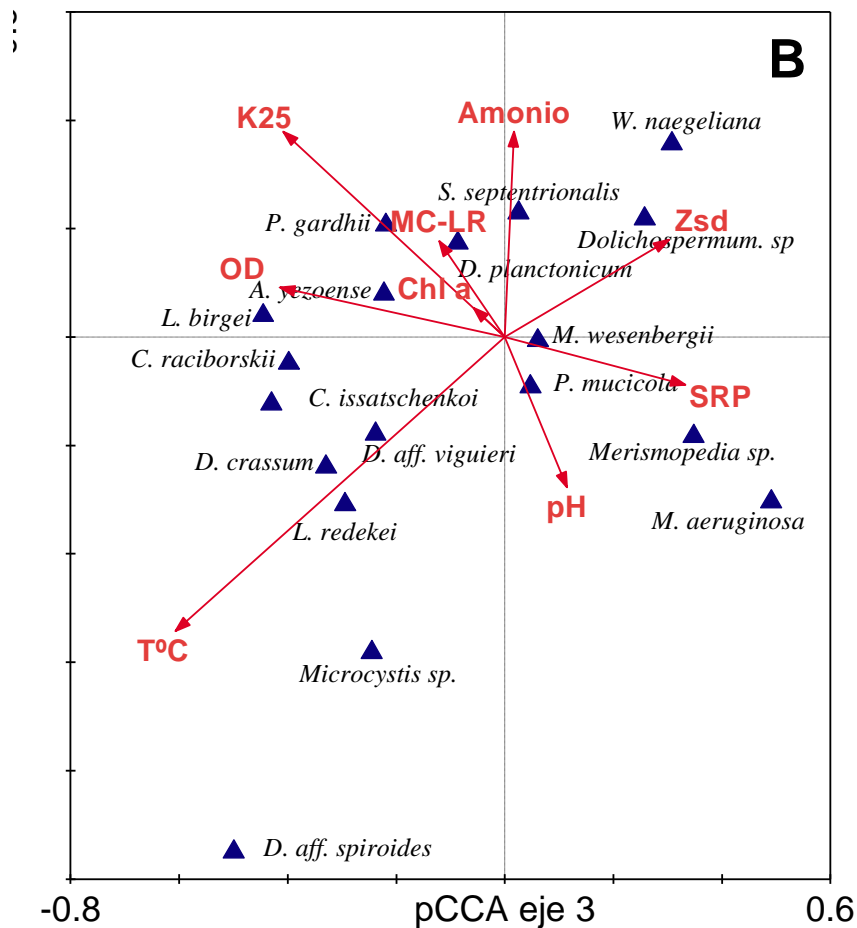 B
K25
Amonio
W. naegeliana
S. septentrionalis
P. gardhii
MC-LR
Zsd
Dolichospermum. sp
OD
D. planctonicum
A. yezoense
Chl a
L. birgei
M. wesenbergii
C. raciborskii
P. mucicola
SRP
C. issatschenkoi
D. crassum
D. aff. viguieri
Merismopedia sp.
pH
M. aeruginosa
L. redekei
TºC
Microcystis sp.
D. aff. spiroides
-0.8
pCCA eje 3
0.6